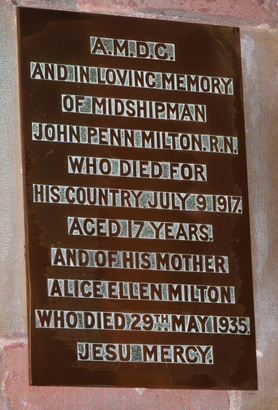 A.M.D.G.
AND IN LOVING MEMORY
OF MIDSHIPMAN
JOHN PENN MILTON R.N.
WHO DIED FOR
HIS COUNTRY JULY 9. 1917.
AGED 17 YEARS.
AND OF HIS MOTHER
ALICE ELLEN MILTON
WHO DIED 29TH MAY 1935.
JESU MERCY.